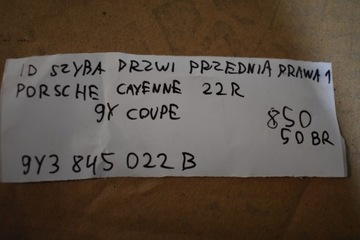 ID SZYBA DRZWI PRZEDNIA PRAWA 1
PORSCHE CAYENNE 22R
9Y COUPE
850
50 BR
9Y3 845 022 B